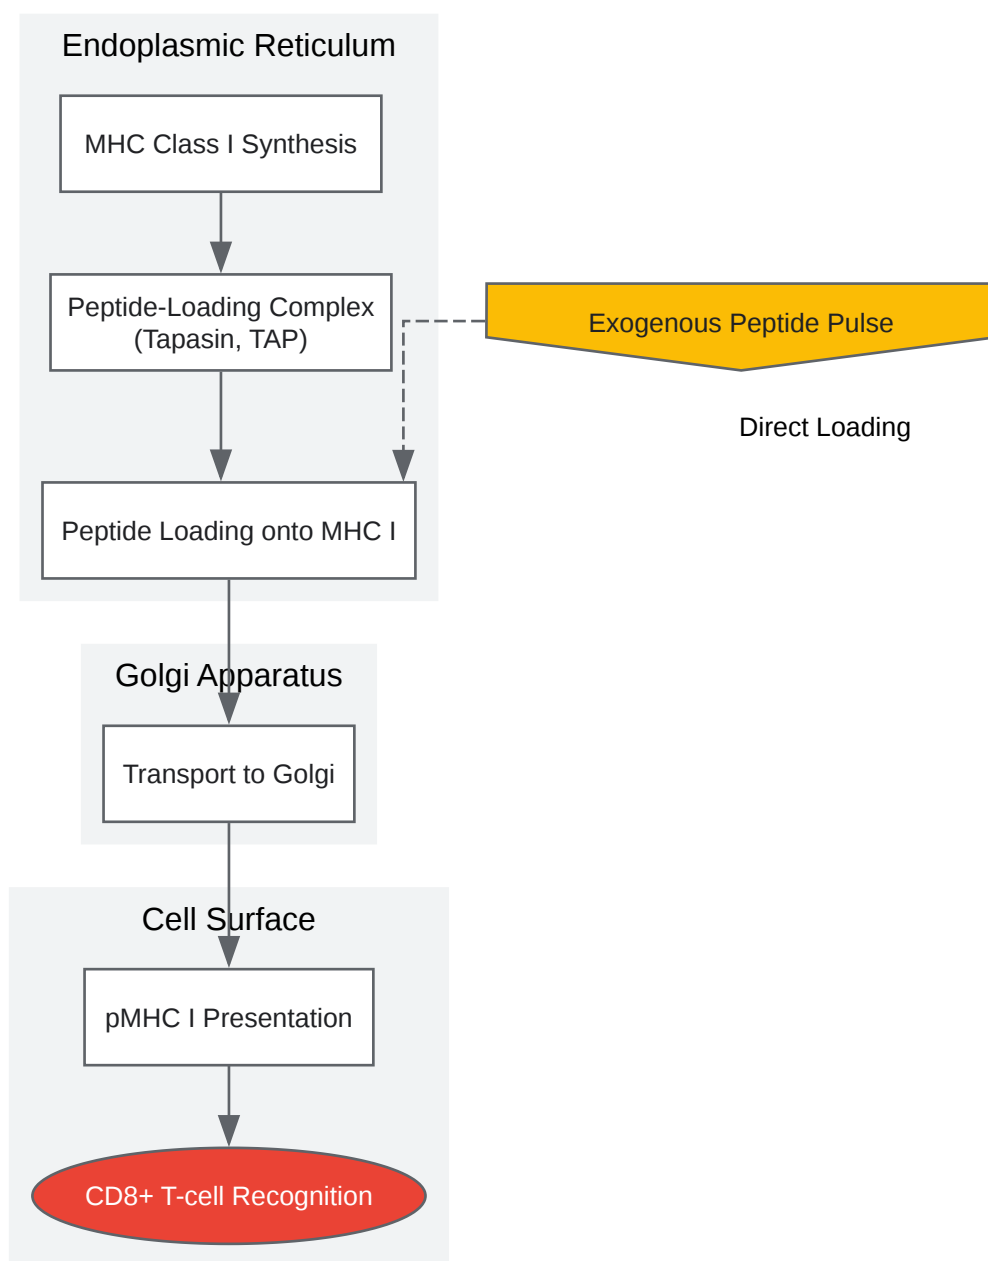 Endoplasmic Reticulum
MHC Class I Synthesis
Peptide-Loading Complex
(Tapasin, TAP)
Exogenous Peptide Pulse
Direct Loading
Peptide Loading onto MHC I
Golgi Apparatus
Transport to Golgi
Cell Surface
pMHC I Presentation
CD8+ T-cell Recognition